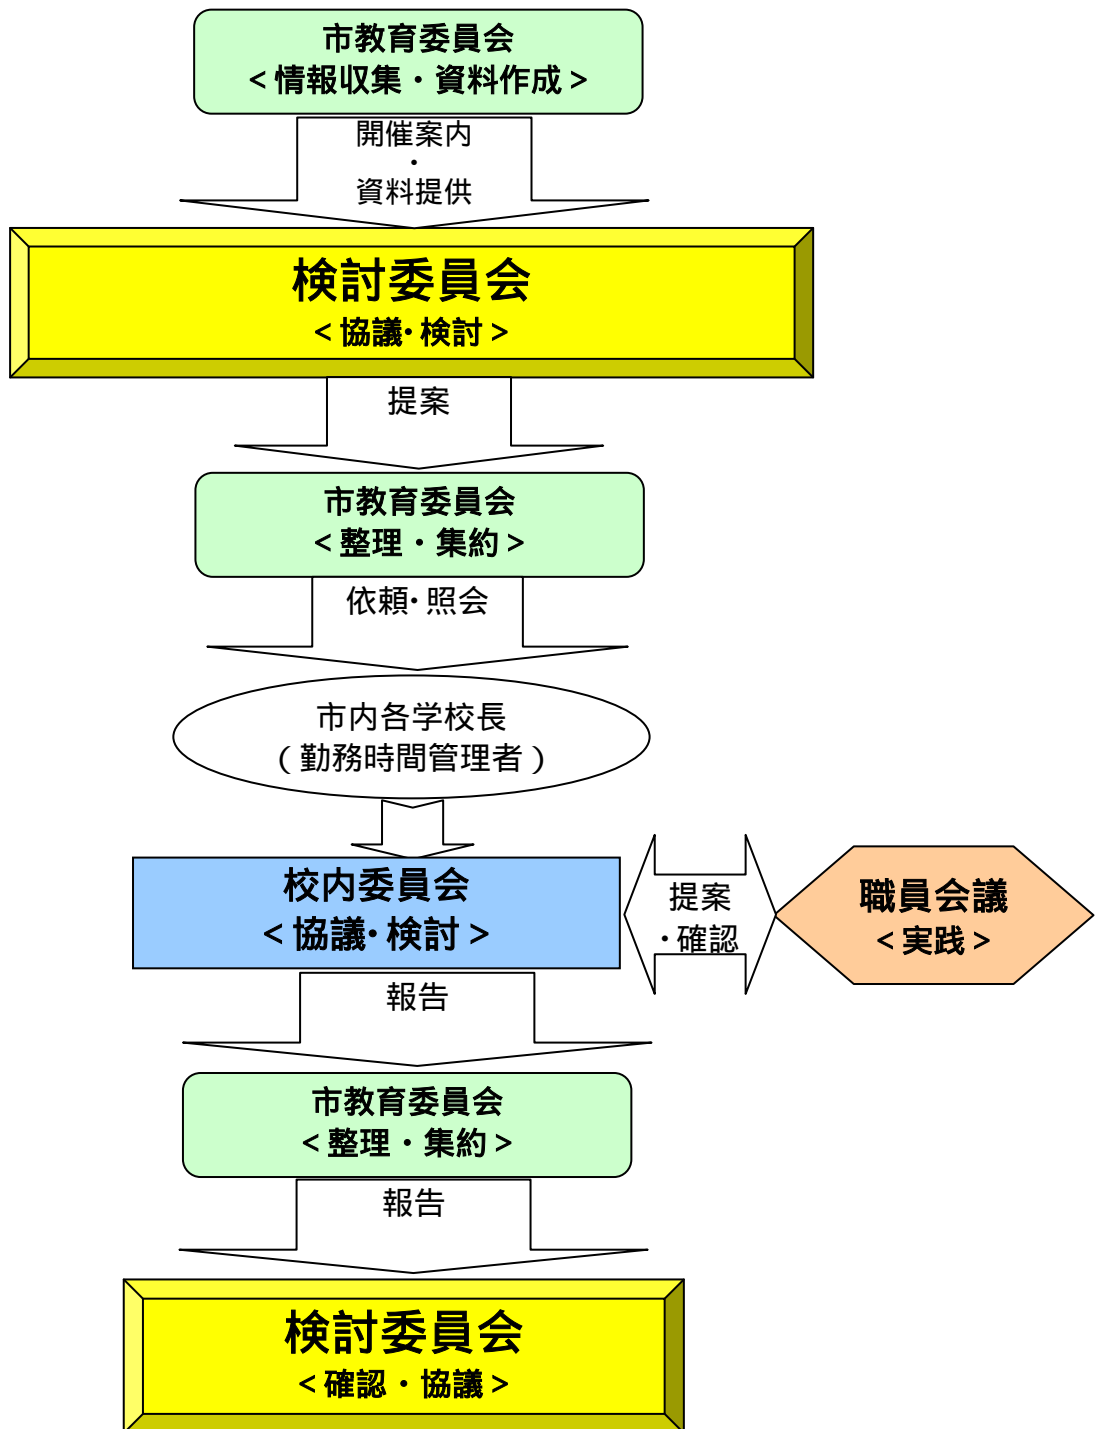 市教育委員会
＜情報収集・資料作成＞
開催案内
・
資料提供
検討委員会
＜協議・検討＞
提案
市教育委員会
＜整理・集約＞
依頼・照会
市内各学校長
（勤務時間管理者）
校内委員会
＜協議・検討＞
提案
・確認
職員会議
＜実践＞
報告
市教育委員会
＜整理・集約＞
報告
検討委員会
＜確認・協議＞